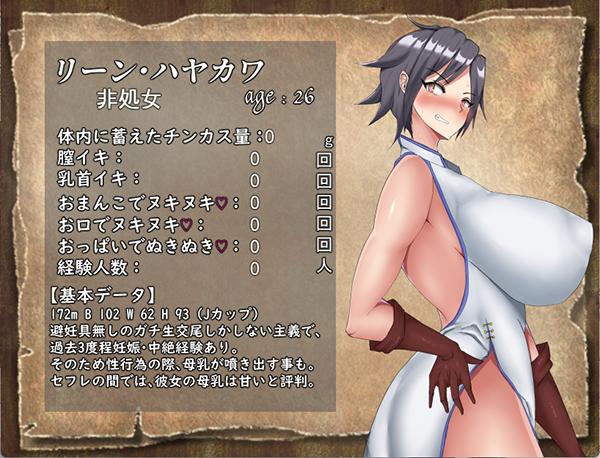 リーン・ハヤカワ
非処女 age : 26
体内に蓄えたチンカス量：0 g
膣イキ： 0 回
乳首イキ： 0 回
おまんこでヌキヌキ♥： 0 回
お口でヌキヌキ♥： 0 回
おっぱいでぬきぬき♥： 0 回
経験人数： 0 人
【基本データ】
172m B 102 W 62 H 93 (Jカップ)
避妊具無しのガチ生交尾しかしない主義で、
過去3度程妊娠・中絶経験あり。
そのため性行為の際、母乳が噴き出す事も。
セフレの間では、彼女の母乳は甘いと評判。